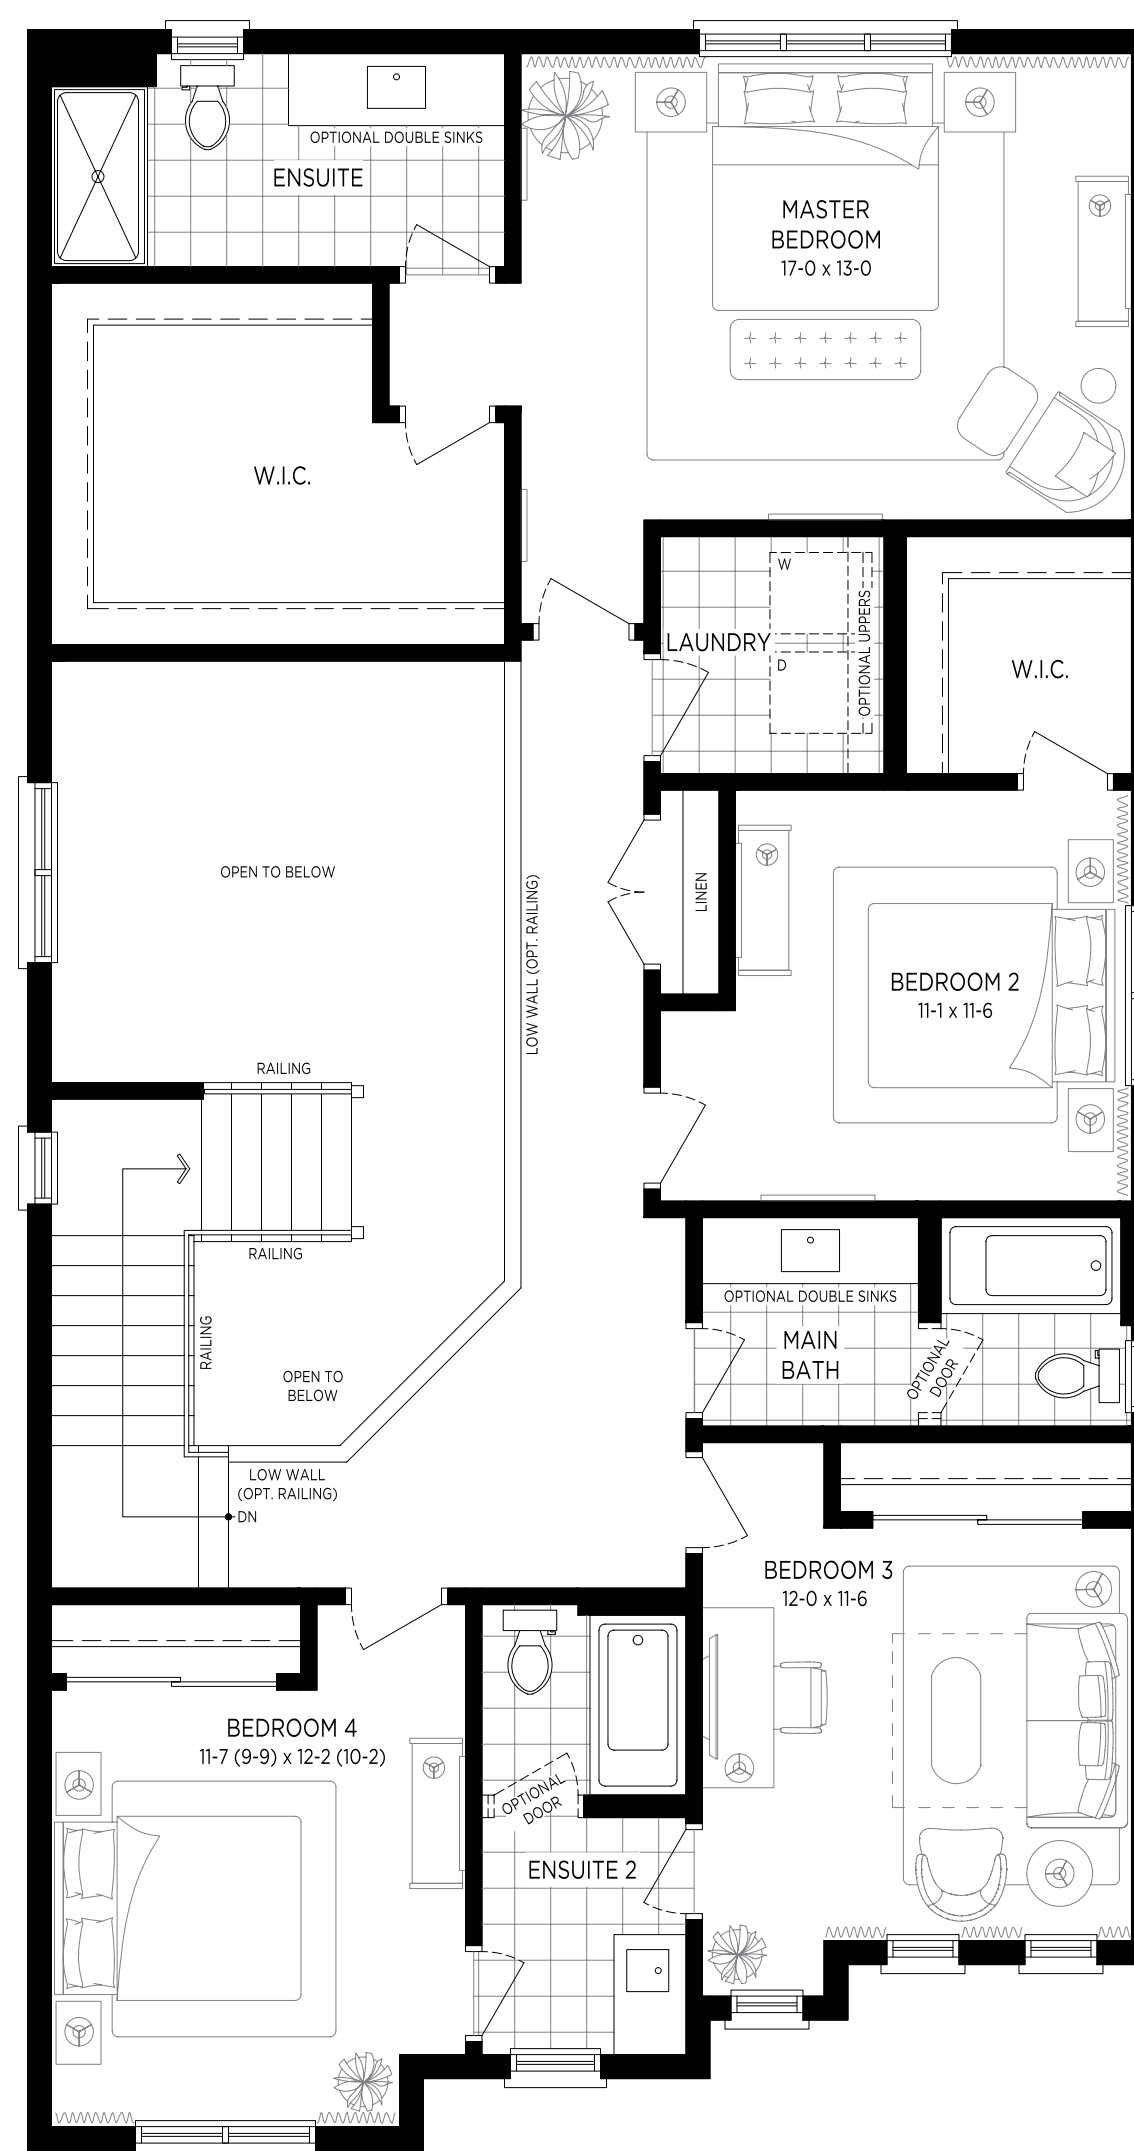 OPTIONAL DOUBLE SINKS
ENSUITE
MASTER
BEDROOM
17-0 x 13-0
W.I.C.
W
LAUNDRY
D
OPTIONAL UPPERS
W.I.C.
OPEN TO BELOW
LOW WALL (OPT. RAILING)
LINEN
BEDROOM 2
11-1 x 11-6
RAILING
RAILING
RAILING
OPEN TO
BELOW
OPTIONAL DOUBLE SINKS
MAIN
BATH
OPTIONAL
DOOR
LOW WALL
(OPT. RAILING)
DN
BEDROOM 3
12-0 x 11-6
BEDROOM 4
11-7 (9-9) x 12-2 (10-2)
OPTIONAL
DOOR
ENSUITE 2